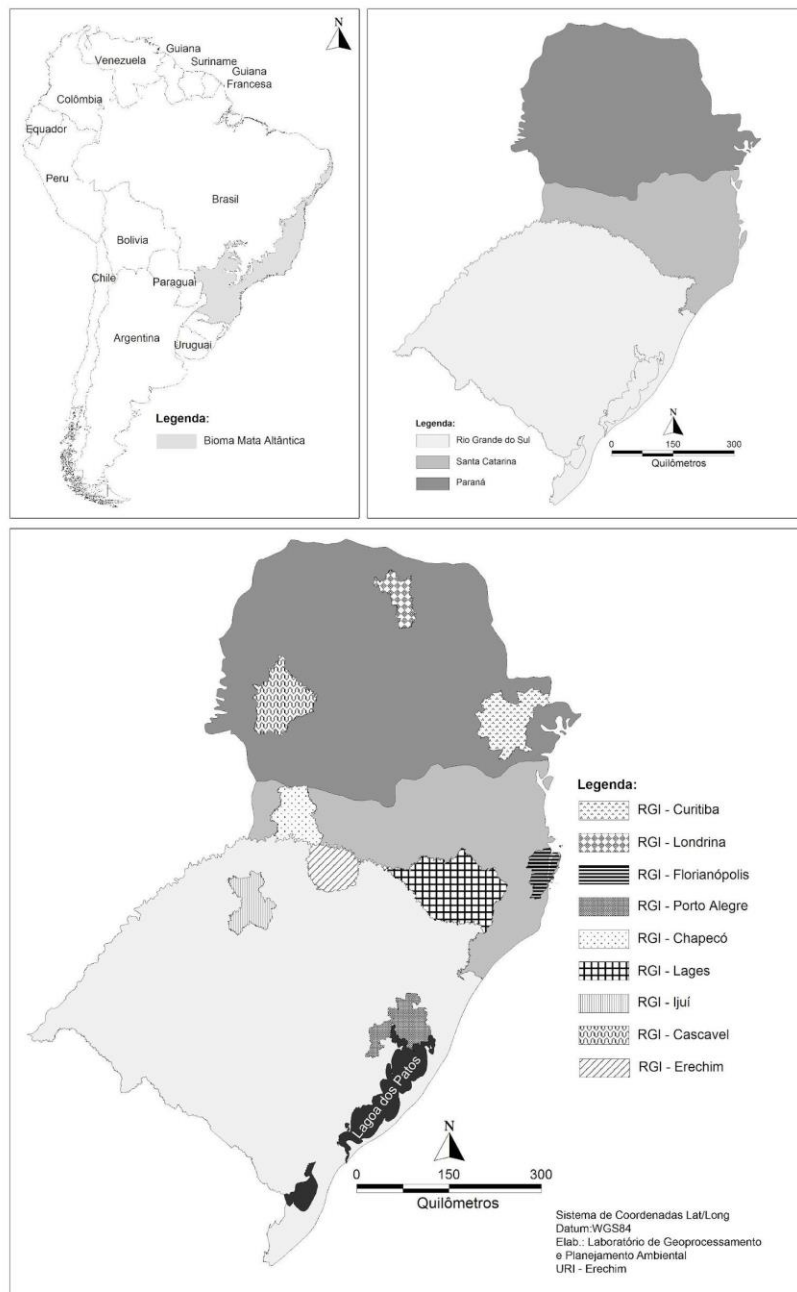 N
Guiana
Venezuela
Suriname
Guiana
Francesa
Colômbia
Equador
Peru
Brasil
Bolivia
Chile
Paraguai
Argentina
Uruguai
Legenda:
Bioma Mata Altântica
Legenda:
Rio Grande do Sul
Santa Catarina
Paraná
N
0 150 300
Quilômetros
Legenda:
RGI - Curitiba
RGI - Londrina
RGI - Florianópolis
RGI - Porto Alegre
RGI - Chapecó
RGI - Lages
RGI - Ijuí
RGI - Cascavel
RGI - Erechim
Lagoa dos Patos
N
0 150 300
Quilômetros
Sistema de Coordenadas Lat/Long
Datum:WGS84
Elab.: Laboratório de Geoprocessamento
e Planejamento Ambiental
URI - Erechim